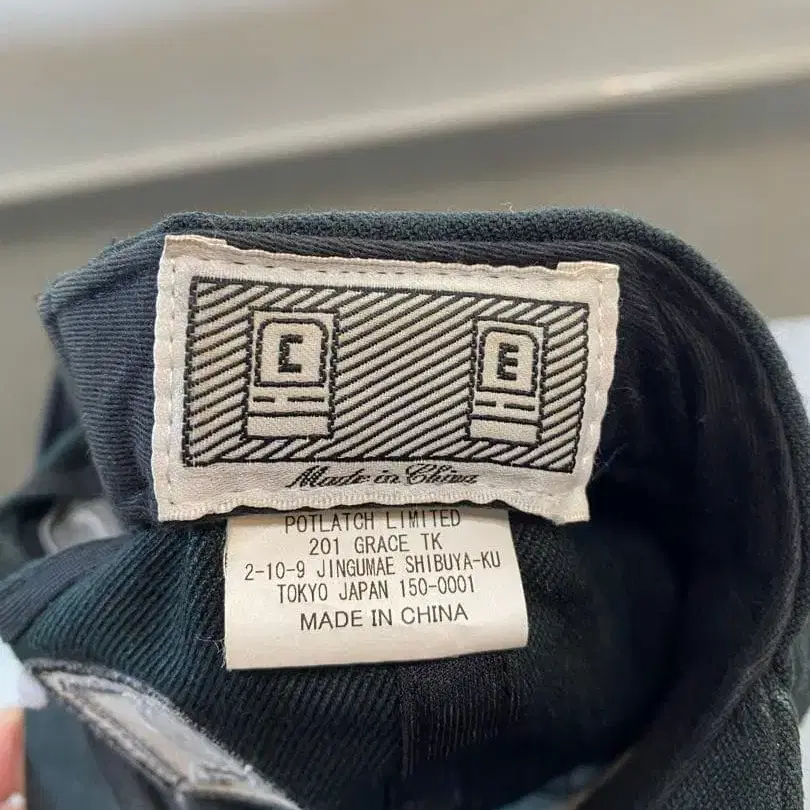 C E
Made in China
POTLATCH LIMITED
201 GRACE TK
2-10-9 JINGUMAE SHIBUYA-KU
TOKYO JAPAN 150-0001
MADE IN CHINA